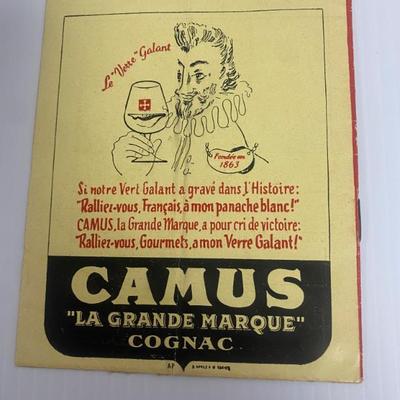 Le "Verre" Galant
Fondée en
1863
Si notre Vert Galant a gravé dans l'Histoire:
"Ralliez-vous, Français, à mon panache blanc!"
CAMUS, la Grande Marque, a pour cri de victoire:
"Ralliez-vous, Gourmets, a mon Verre Galant!"
CAMUS
"LA GRANDE MARQUE"
COGNAC
AP